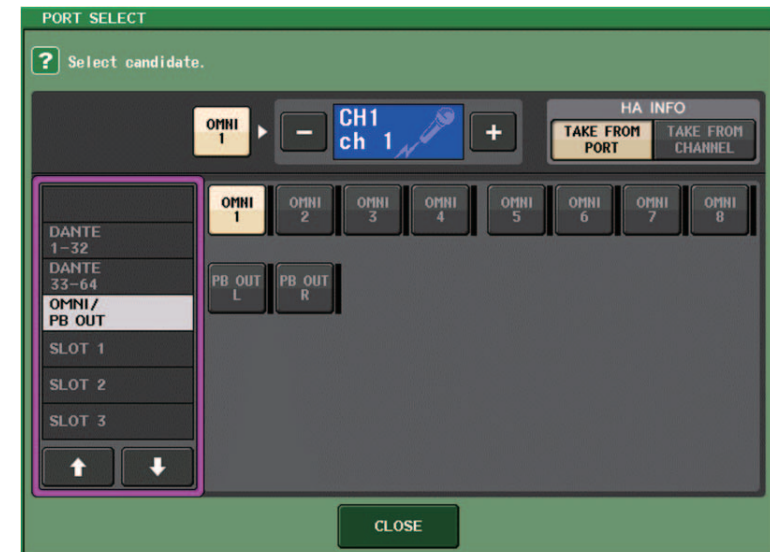 PORT SELECT
? Select candidate.
OMNI
1
−
CH1
ch 1
+
HA INFO
TAKE FROM
PORT
TAKE FROM
CHANNEL
DANTE
1-32
DANTE
33-64
OMNI/
PB OUT
SLOT 1
SLOT 2
SLOT 3
OMNI
1
OMNI
2
OMNI
3
OMNI
4
OMNI
5
OMNI
6
OMNI
7
OMNI
8
PB OUT
L
PB OUT
R
CLOSE